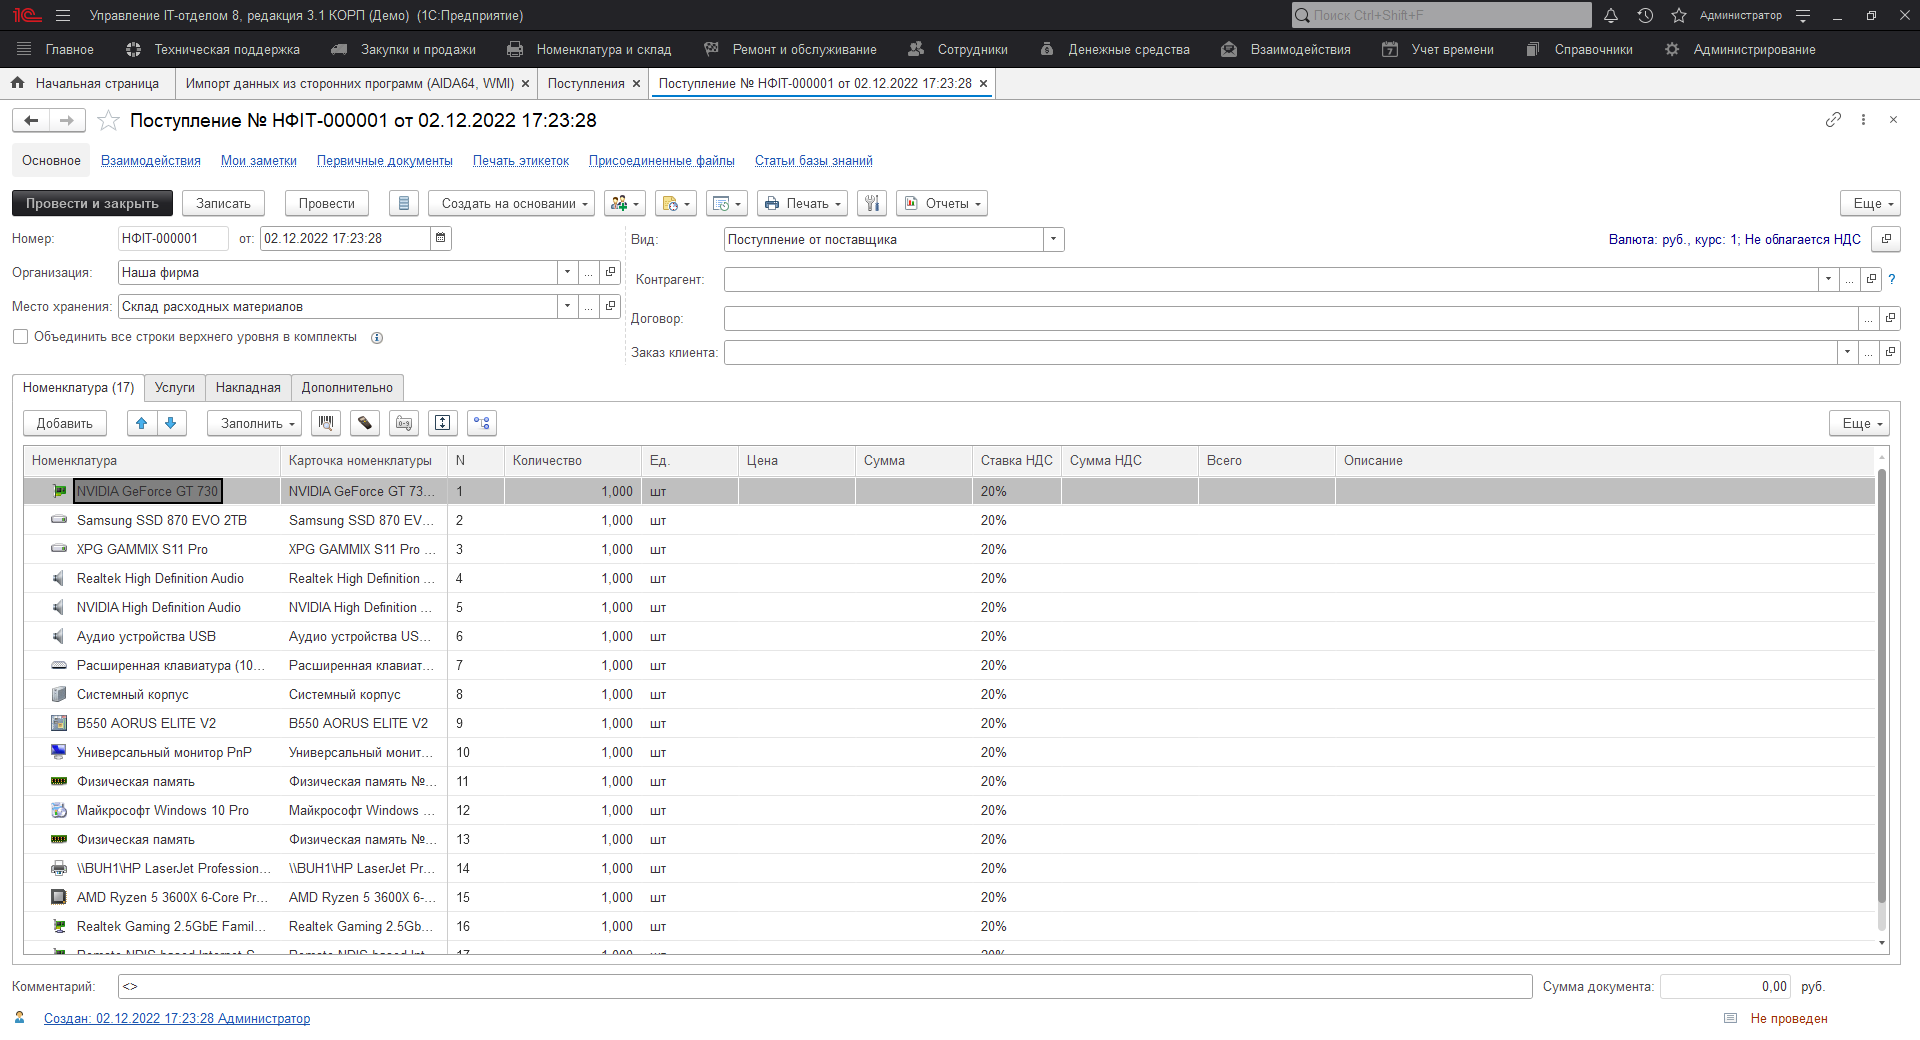 Управление IT-отделом 8, редакция 3.1 КОРП (Демо) (1С:Предприятие)
Поиск Ctrl+Shift+F
Администратор
Главное Техническая поддержка Закупки и продажи Номенклатура и склад Ремонт и обслуживание Сотрудники Денежные средства Взаимодействия Учет времени Справочники Администрирование
Начальная страница Импорт данных из сторонних программ (AIDA64, WMI) Поступления Поступление № НФIT-000001 от 02.12.2022 17:23:28
Поступление № НФIT-000001 от 02.12.2022 17:23:28
Основное Взаимодействия Мои заметки Первичные документы Печать этикеток Присоединенные файлы Статьи базы знаний
Провести и закрыть Записать Провести Создать на основании Печать Отчеты Еще
Номер: НФIT-000001 от: 02.12.2022 17:23:28 Вид: Поступление от поставщика Валюта: руб., курс: 1; Не облагается НДС
Организация: Наша фирма Контрагент: ?
Место хранения: Склад расходных материалов Договор:
Объединить все строки верхнего уровня в комплекты Заказ клиента:
Номенклатура (17) Услуги Накладная Дополнительно
Добавить Заполнить Еще
Номенклатура Карточка номенклатуры N Количество Ед. Цена Сумма Ставка НДС Сумма НДС Всего Описание
NVIDIA GeForce GT 730 NVIDIA GeForce GT 73... 1 1,000 шт 20%
Samsung SSD 870 EVO 2TB Samsung SSD 870 EV... 2 1,000 шт 20%
XPG GAMMIX S11 Pro XPG GAMMIX S11 Pro ... 3 1,000 шт 20%
Realtek High Definition Audio Realtek High Definition ... 4 1,000 шт 20%
NVIDIA High Definition Audio NVIDIA High Definition ... 5 1,000 шт 20%
Аудио устройства USB Аудио устройства US... 6 1,000 шт 20%
Расширенная клавиатура (10... Расширенная клавиат... 7 1,000 шт 20%
Системный корпус Системный корпус 8 1,000 шт 20%
B550 AORUS ELITE V2 B550 AORUS ELITE V2 9 1,000 шт 20%
Универсальный монитор PnP Универсальный монит... 10 1,000 шт 20%
Физическая память Физическая память №... 11 1,000 шт 20%
Майкрософт Windows 10 Pro Майкрософт Windows ... 12 1,000 шт 20%
Физическая память Физическая память №... 13 1,000 шт 20%
\\BUH1\HP LaserJet Profession... \\BUH1\HP LaserJet Pr... 14 1,000 шт 20%
AMD Ryzen 5 3600X 6-Core Pr... AMD Ryzen 5 3600X 6-... 15 1,000 шт 20%
Realtek Gaming 2.5GbE Famil... Realtek Gaming 2.5Gb... 16 1,000 шт 20%
Remote NDIS based Internet S... Remote NDIS based Int... 17 1,000 шт 20%
Комментарий: <> Сумма документа: 0,00 руб.
Создан: 02.12.2022 17:23:28 Администратор Не проведен